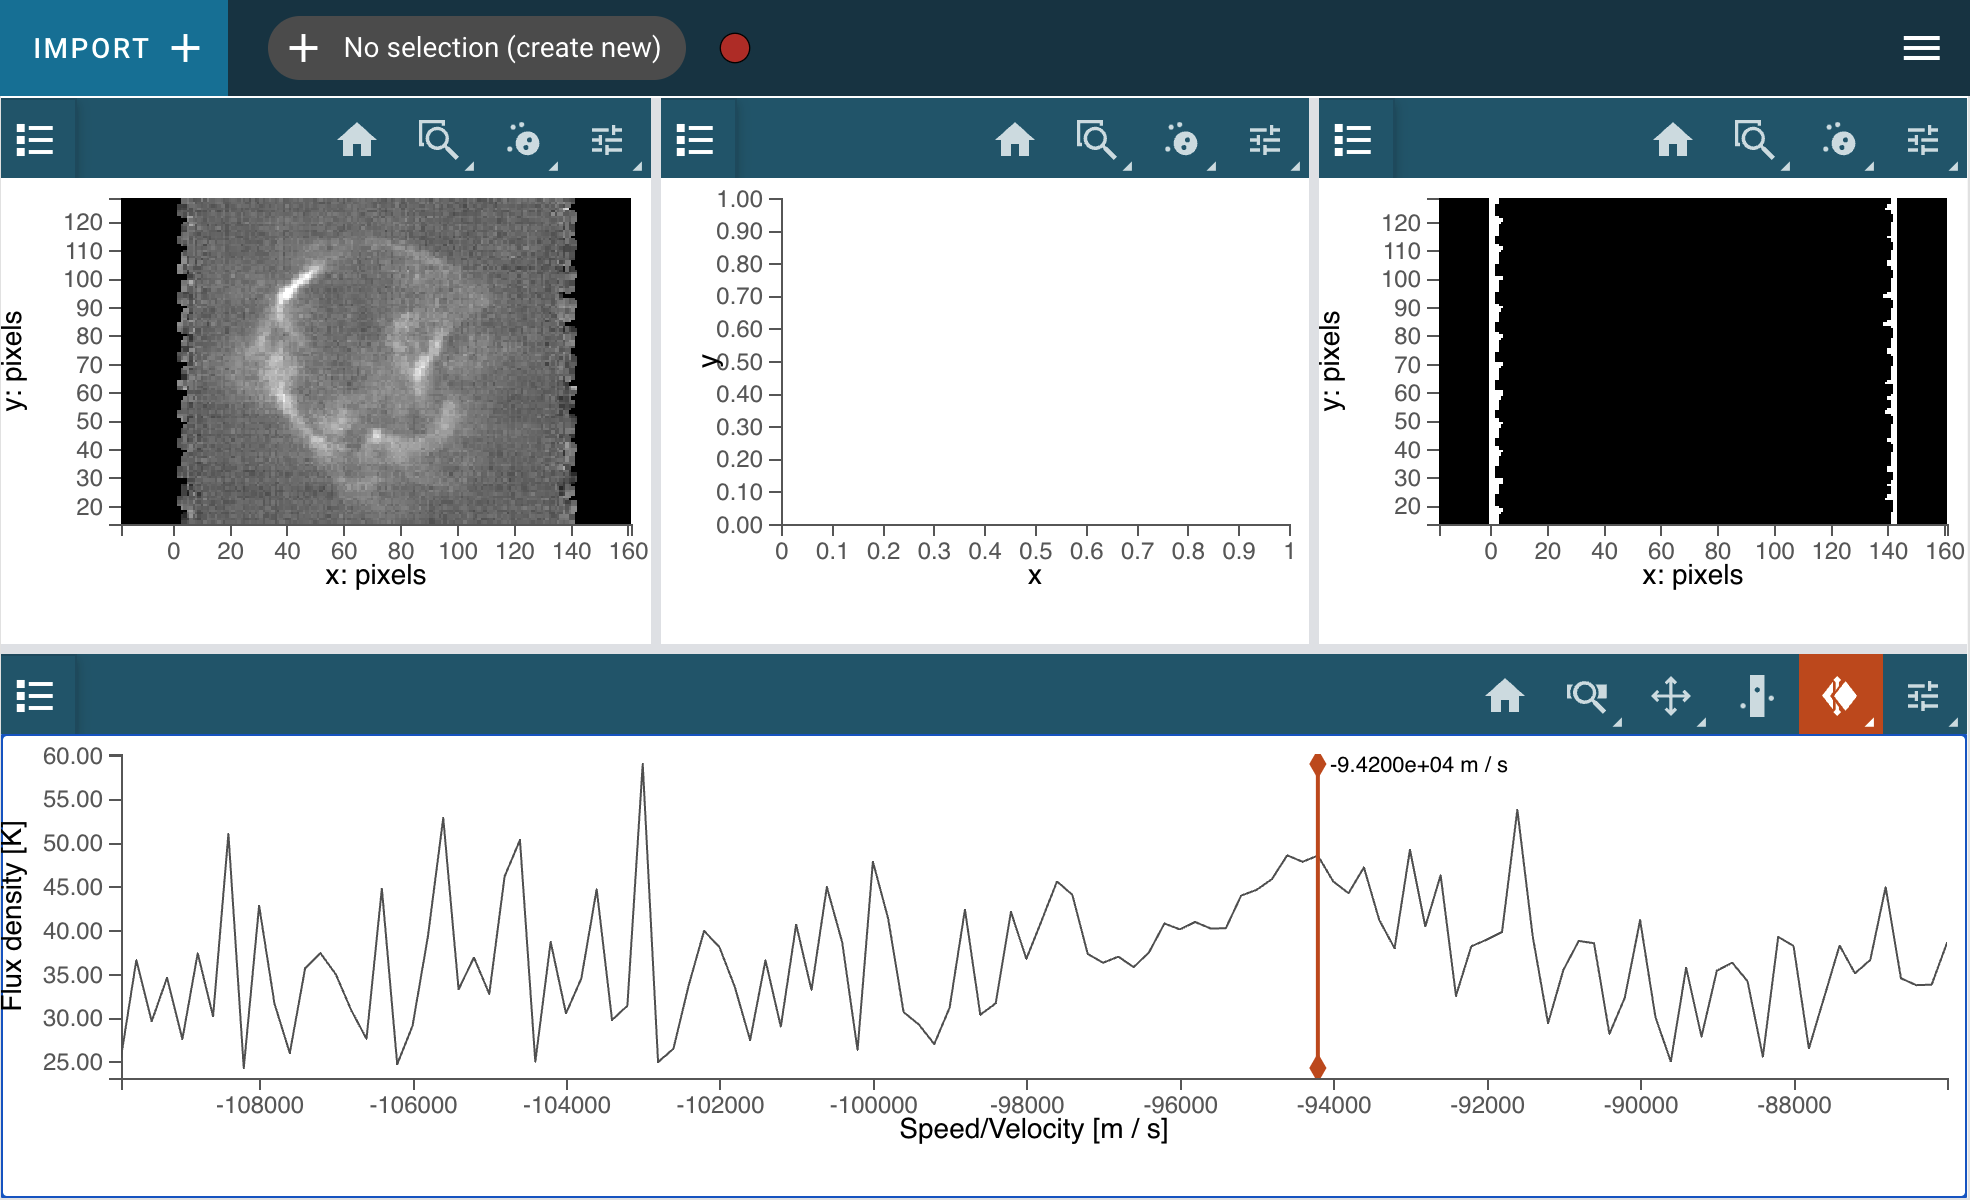 IMPORT
No selection (create new)
120
110
100
90
80
70
60
50
40
30
20
y: pixels
0 20 40 60 80 100 120 140 160
x: pixels
1.00
0.90
0.80
0.70
0.60
0.50
0.40
0.30
0.20
0.10
0.00
y
0 0.1 0.2 0.3 0.4 0.5 0.6 0.7 0.8 0.9 1
x
120
110
100
90
80
70
60
50
40
30
20
y: pixels
0 20 40 60 80 100 120 140 160
x: pixels
60.00
55.00
50.00
45.00
40.00
35.00
30.00
25.00
Flux density [K]
-9.4200e+04 m / s
-108000 -106000 -104000 -102000 -100000 -98000 -96000 -94000 -92000 -90000 -88000
Speed/Velocity [m / s]